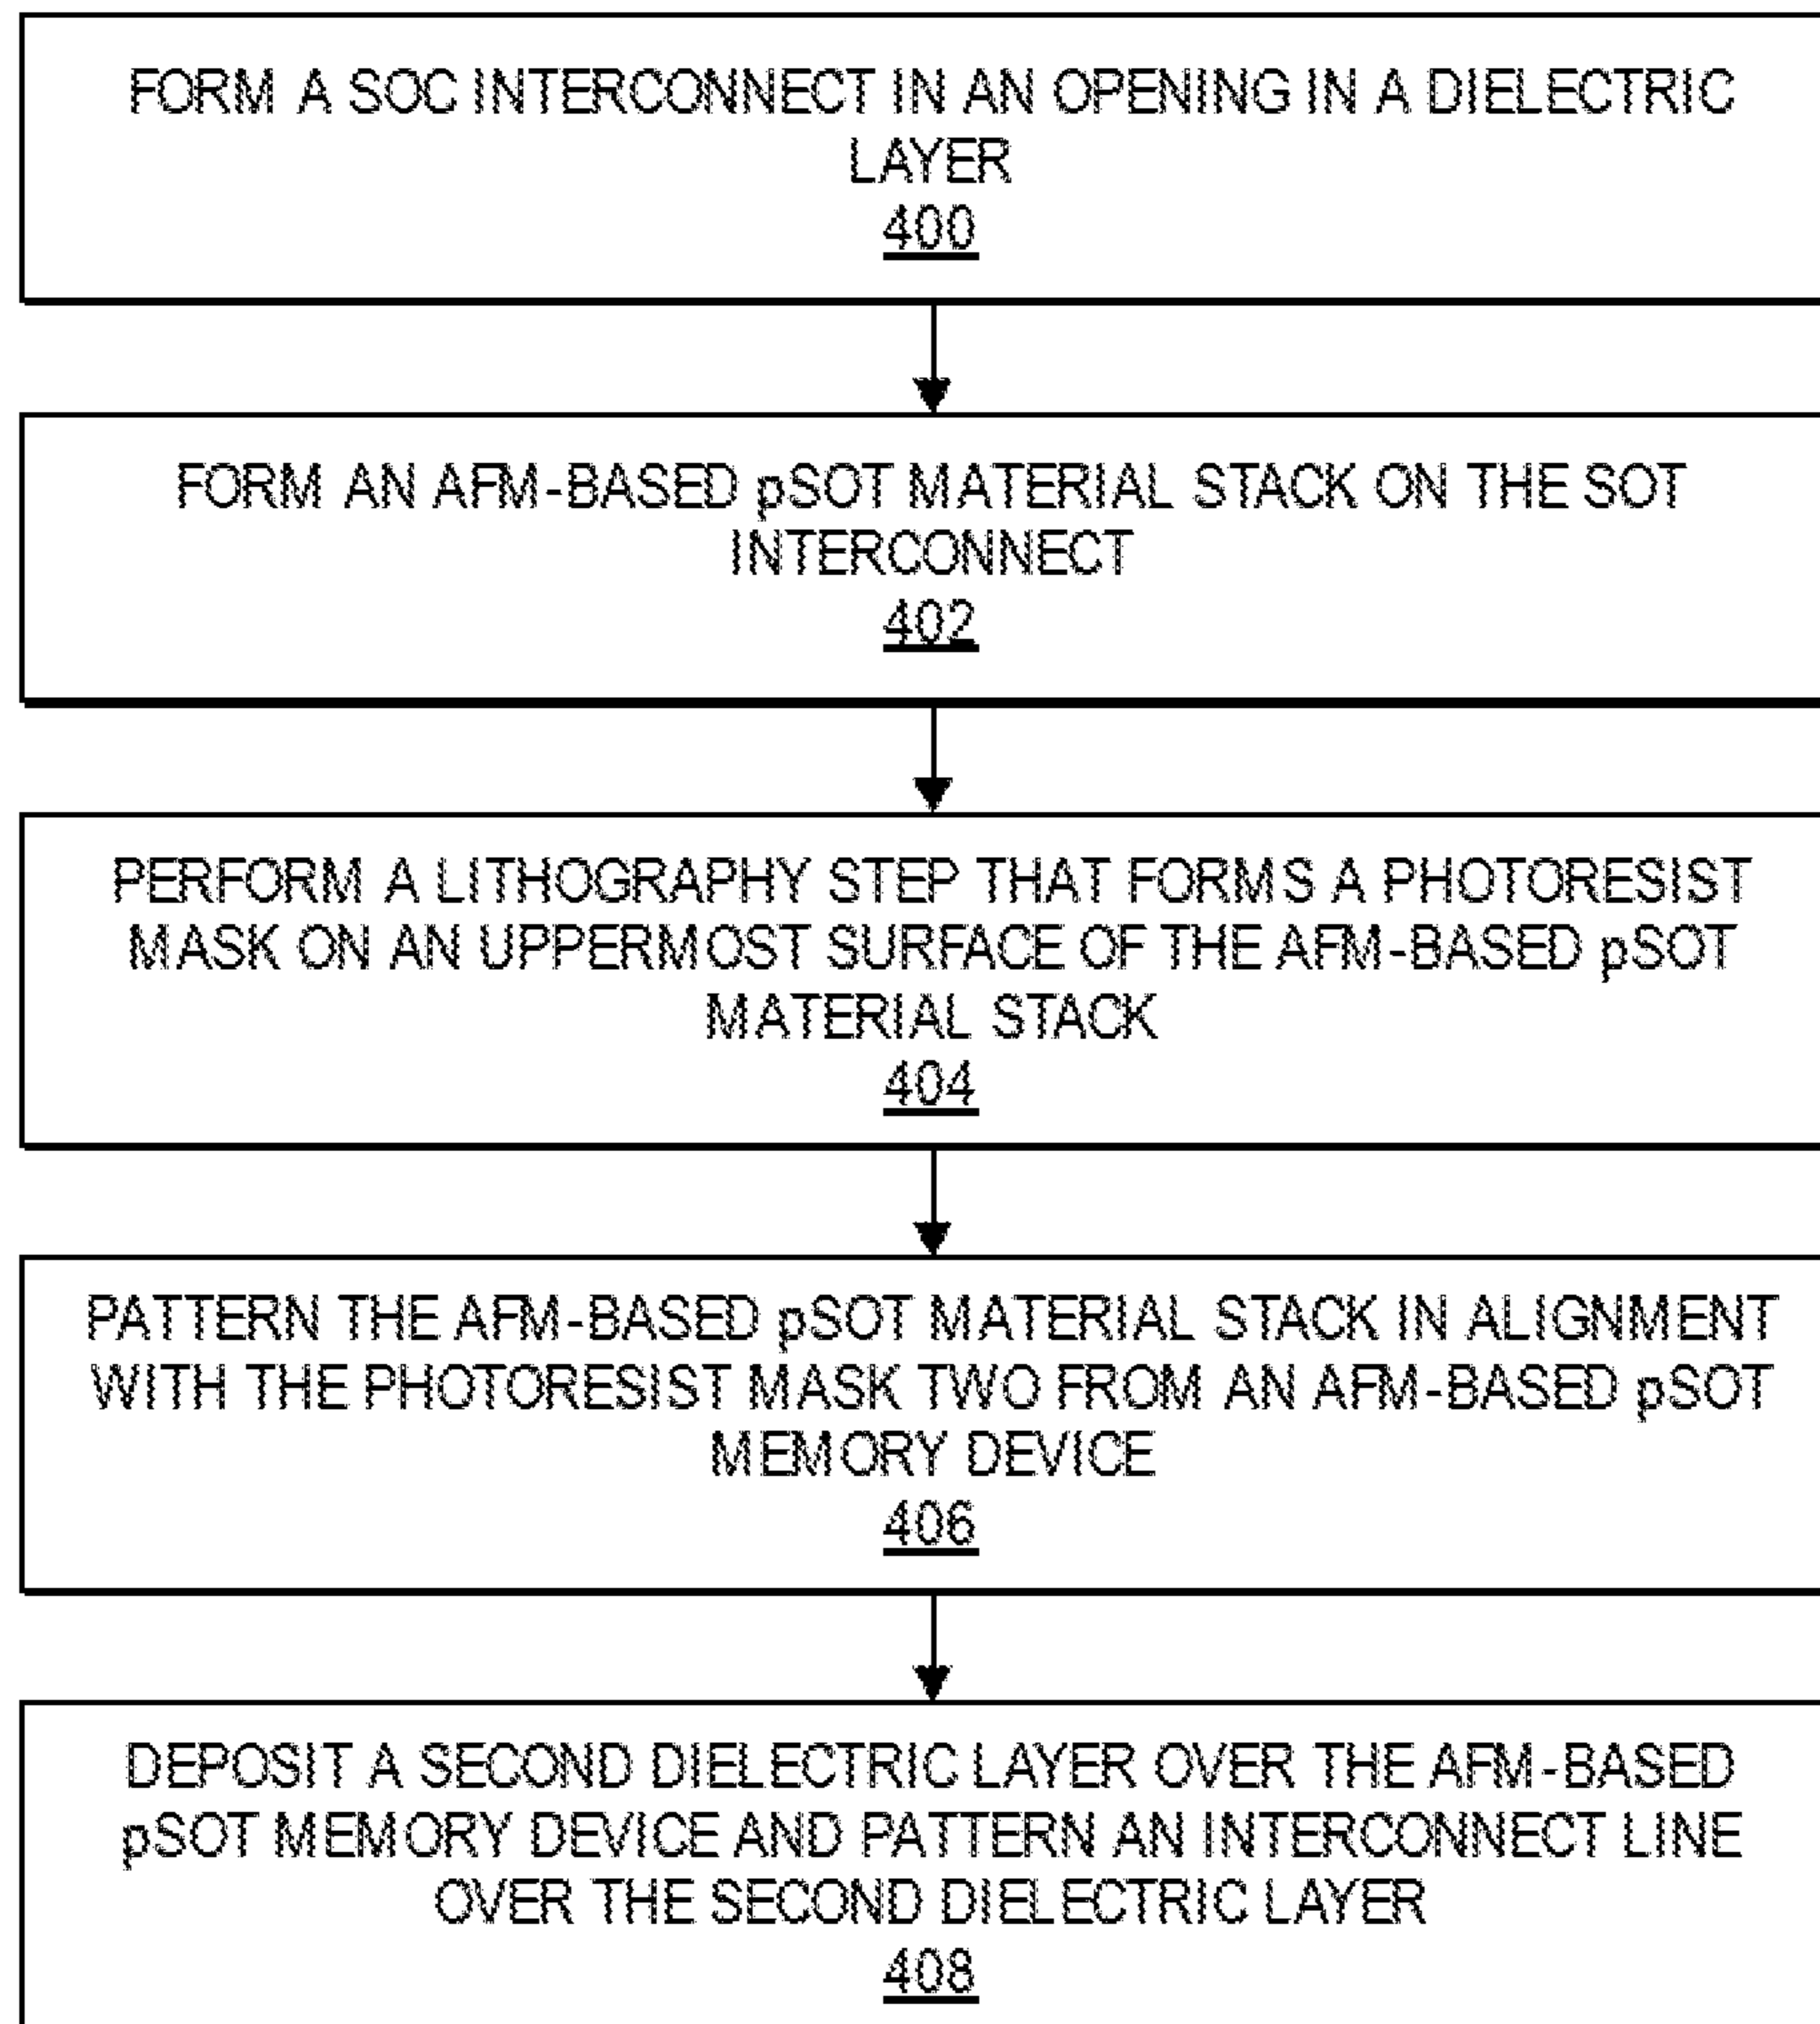 FORM A SOC INTERCONNECT IN AN OPENING IN A DIELECTRIC
LAYER
400
FORM AN AFM-BASED pSOT MATERIAL STACK ON THE SOT
INTERCONNECT
402
PERFORM A LITHOGRAPHY STEP THAT FORMS A PHOTORESIST
MASK ON AN UPPERMOST SURFACE OF THE AFM-BASED pSOT
MATERIAL STACK
404
PATTERN THE AFM-BASED pSOT MATERIAL STACK IN ALIGNMENT
WITH THE PHOTORESIST MASK TWO FROM AN AFM-BASED pSOT
MEMORY DEVICE
406
DEPOSIT A SECOND DIELECTRIC LAYER OVER THE AFM-BASED
pSOT MEMORY DEVICE AND PATTERN AN INTERCONNECT LINE
OVER THE SECOND DIELECTRIC LAYER
408